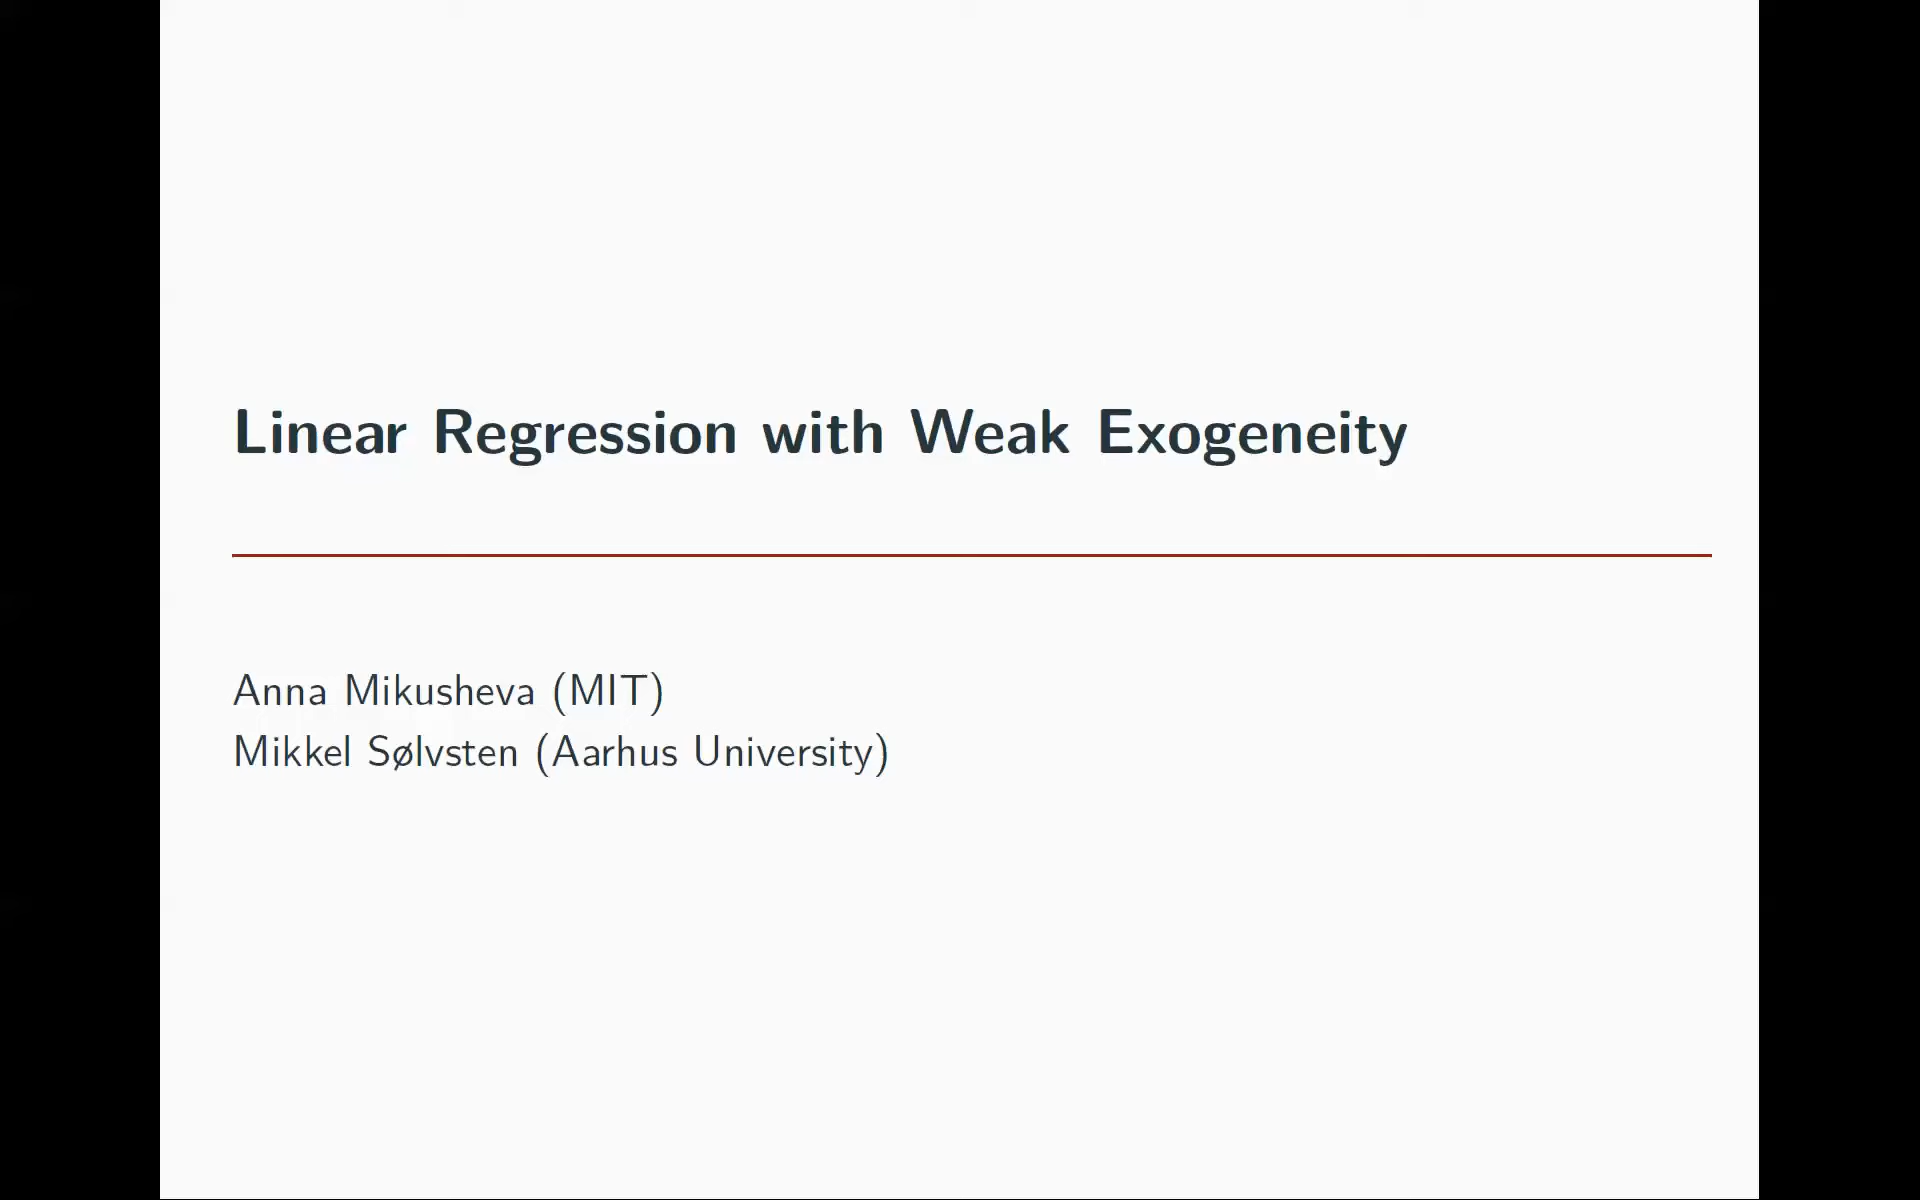 Linear Regression with Weak Exogeneity
Anna Mikusheva (MIT)
Mikkel Sølvsten (Aarhus University)